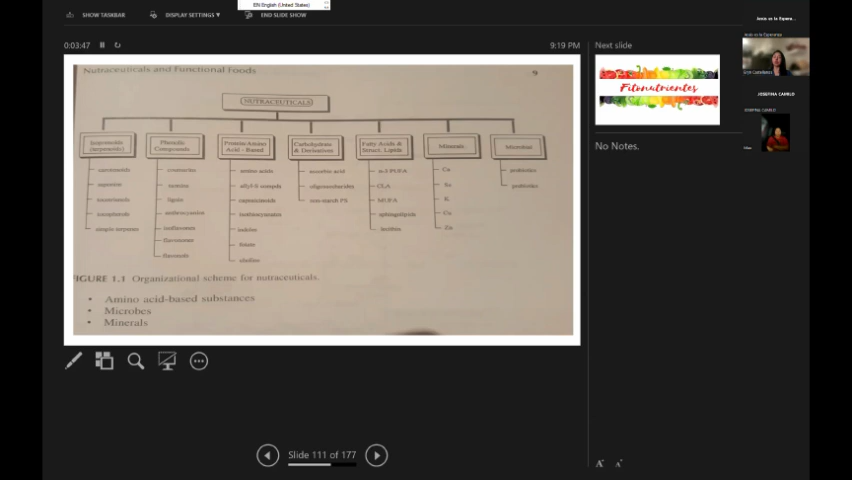 EN English (United States)
SHOW TASKBAR
DISPLAY SETTINGS ▼
END SLIDE SHOW
0:03:47
9:19 PM
Next slide
Nutraceuticals and Functional Foods
9
NUTRACEUTICALS
Isoprenoids
(terpenoids)
Phenolic
Compounds
Protein/Amino
Acid - Based
Carbohydrate
& Derivatives
Fatty Acids &
Struct. Lipids
Minerals
Microbes
carotenoids
saponins
tocotrienols
tocopherols
simple terpenes
coumarins
tannins
lignin
anthocyanins
isoflavones
flavonones
flavonols
amino acids
allyl-S compds
capsaicinoids
isothiocyanates
indoles
folate
choline
ascorbic acid
oligosaccharides
non-starch PS
n-3 PUFA
CLA
MUFA
sphingolipids
lecithin
Ca
Se
K
Cu
Zn
probiotics
prebiotics
FIGURE 1.1 Organizational scheme for nutraceuticals.
• Amino acid-based substances
• Microbes
• Minerals
Fitonutrientes
No Notes.
Slide 111 of 177
JOSEFINA CAMILO